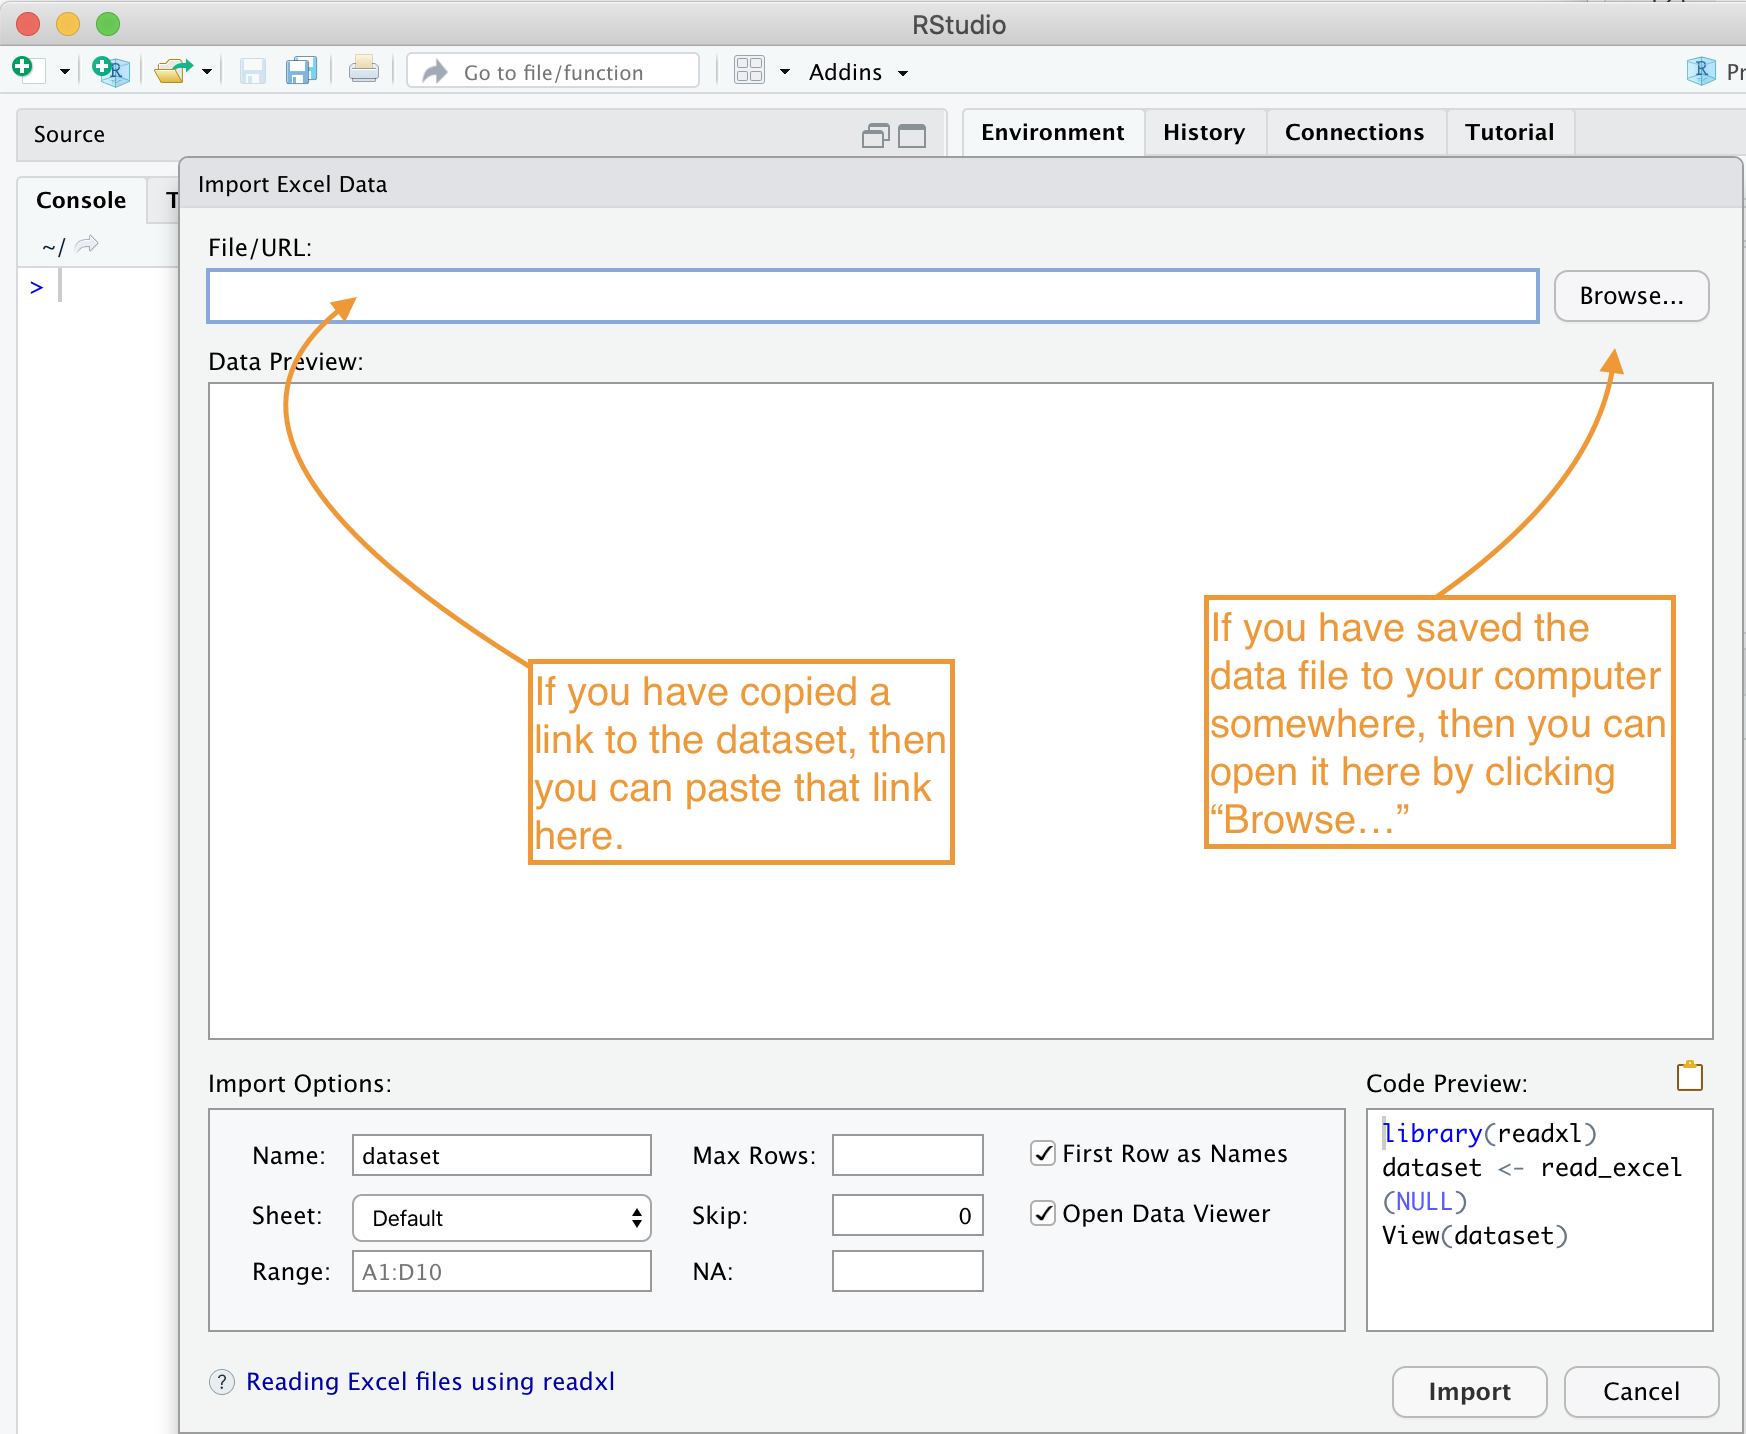 RStudio
Go to file/function
Addins
Source
Environment
History
Connections
Tutorial
Import Excel Data
Console
~/
File/URL:
>
Browse...
Data Preview:
If you have copied a
link to the dataset, then
you can paste that link
here.
If you have saved the
data file to your computer
somewhere, then you can
open it here by clicking
“Browse…”
Import Options:
Code Preview:
Name:
dataset
Max Rows:
First Row as Names
Sheet:
Default
Skip:
0
Open Data Viewer
Range:
A1:D10
NA:
library(readxl)
dataset <- read_excel
(NULL)
View(dataset)
? Reading Excel files using readxl
Import
Cancel